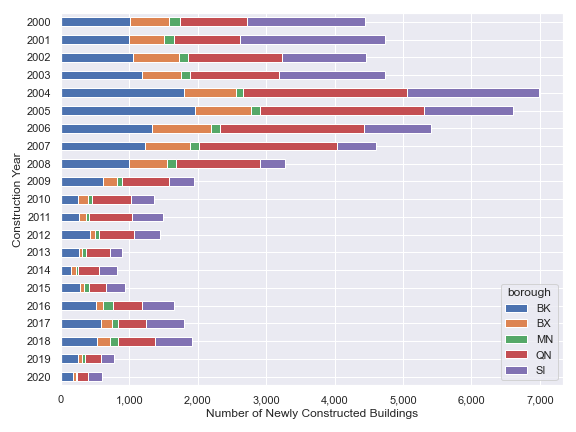 2000
2001
2002
2003
2004
2005
2006
2007
2008
2009
2010
2011
2012
2013
2014
2015
2016
2017
2018
2019
2020
Construction Year
borough
BK
BX
MN
QN
SI
0 1,000 2,000 3,000 4,000 5,000 6,000 7,000
Number of Newly Constructed Buildings